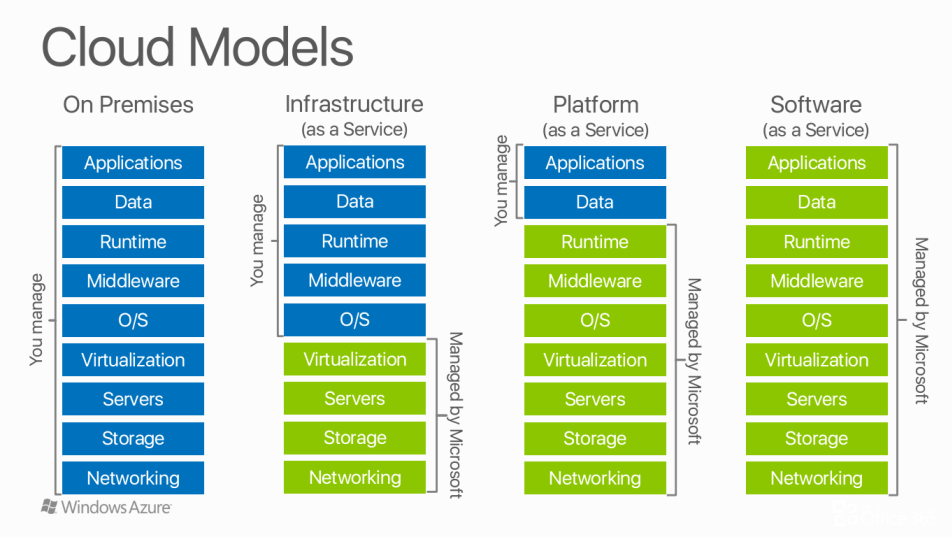 Cloud Models
On Premises
Applications
Data
Runtime
Middleware
O/S
Virtualization
Servers
Storage
Networking
You manage
Infrastructure
(as a Service)
Applications
Data
Runtime
Middleware
O/S
Virtualization
Servers
Storage
Networking
You manage
Managed by Microsoft
Platform
(as a Service)
Applications
Data
Runtime
Middleware
O/S
Virtualization
Servers
Storage
Networking
You manage
Managed by Microsoft
Software
(as a Service)
Applications
Data
Runtime
Middleware
O/S
Virtualization
Servers
Storage
Networking
Managed by Microsoft
Windows Azure